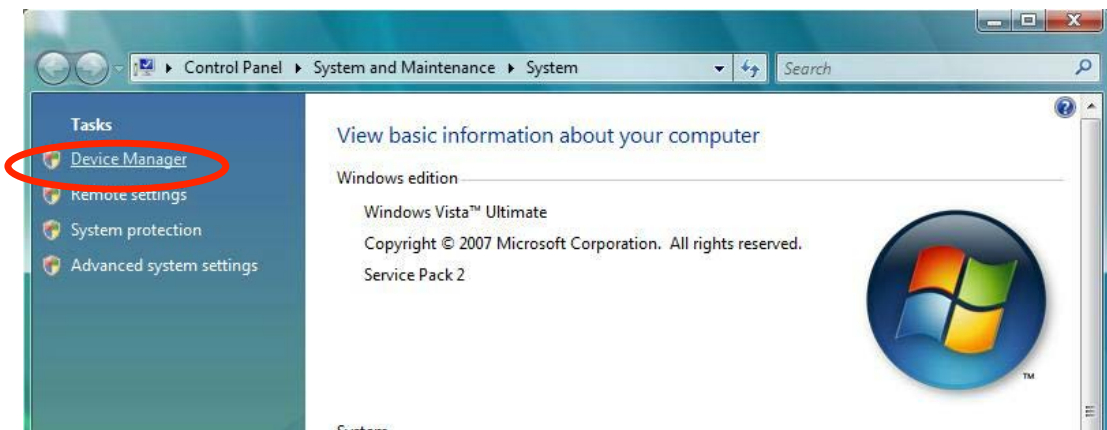 Control Panel System and Maintenance System
Search
Tasks
Device Manager
Remote settings
System protection
Advanced system settings
View basic information about your computer
Windows edition
Windows Vista™ Ultimate
Copyright © 2007 Microsoft Corporation. All rights reserved.
Service Pack 2
TM
System